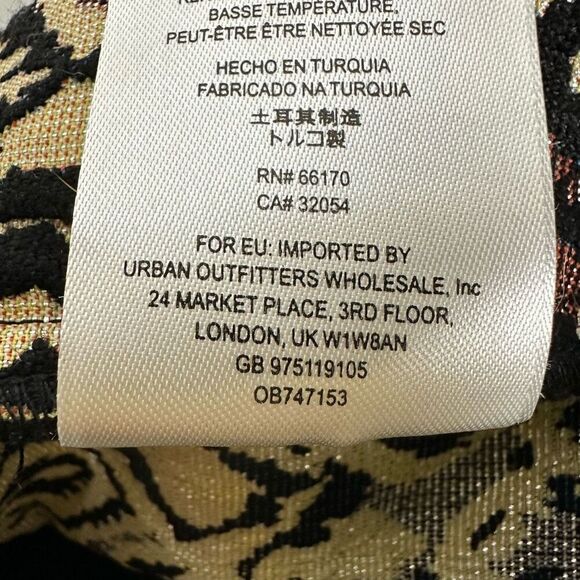 BASSE TEMPÉRATURE.
PEUT-ÊTRE ÊTRE NETTOYÉE SEC
HECHO EN TURQUIA
FABRICADO NA TURQUIA
土耳其制造
トルコ製
RN# 66170
CA# 32054
FOR EU: IMPORTED BY
URBAN OUTFITTERS WHOLESALE, Inc
24 MARKET PLACE, 3RD FLOOR,
LONDON, UK W1W8AN
GB 975119105
OB747153